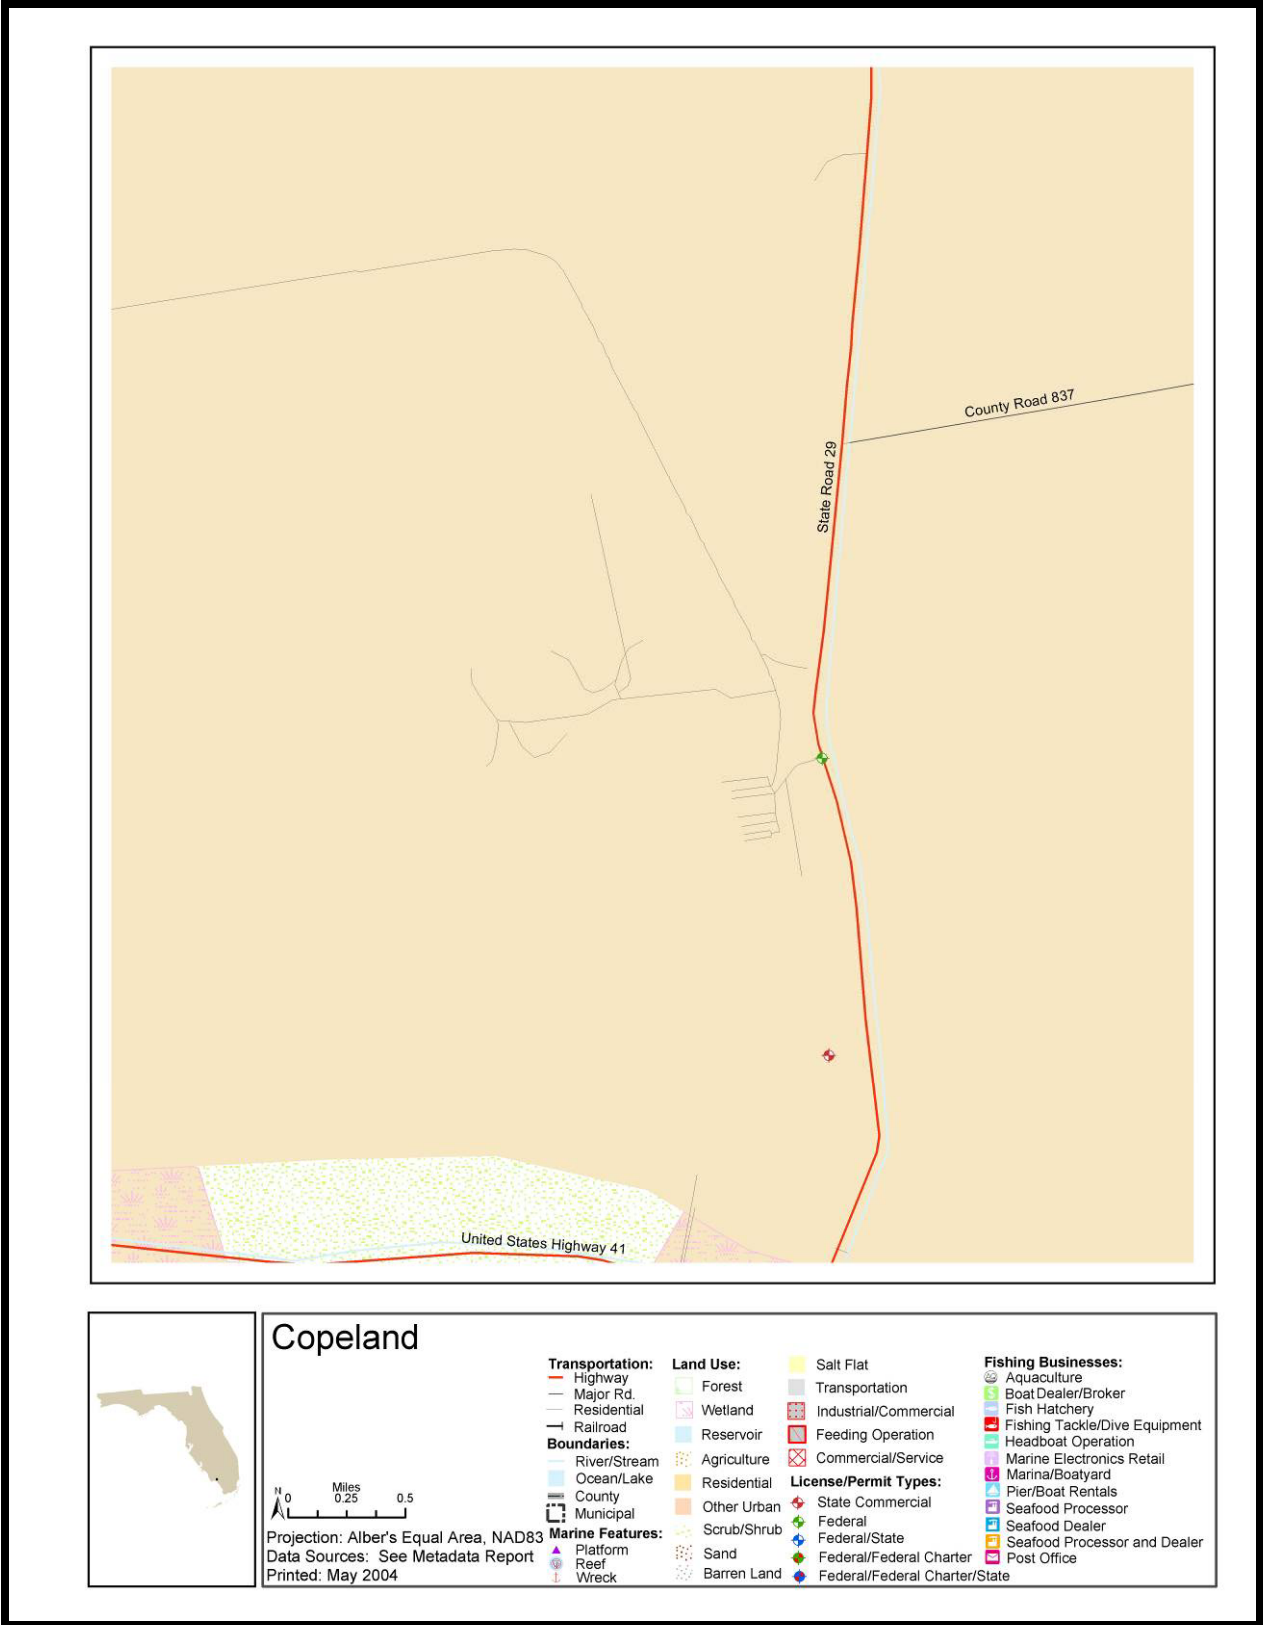 County Road 837
State Road 29
United States Highway 41
Copeland
N
Miles
0 0.25 0.5
Projection: Alber's Equal Area, NAD83
Data Sources: See Metadata Report
Printed: May 2004
Transportation:
Highway
Major Rd.
Residential
Railroad
Boundaries:
River/Stream
Ocean/Lake
County
Municipal
Marine Features:
Platform
Reef
Wreck
Land Use:
Forest
Wetland
Reservoir
Agriculture
Residential
Other Urban
Scrub/Shrub
Sand
Barren Land
Salt Flat
Transportation
Industrial/Commercial
Feeding Operation
Commercial/Service
License/Permit Types:
State Commercial
Federal
Federal/State
Federal/Federal Charter
Federal/Federal Charter/State
Fishing Businesses:
Aquaculture
Boat Dealer/Broker
Fish Hatchery
Fishing Tackle/Dive Equipment
Headboat Operation
Marine Electronics Retail
Marina/Boatyard
Pier/Boat Rentals
Seafood Processor
Seafood Dealer
Seafood Processor and Dealer
Post Office